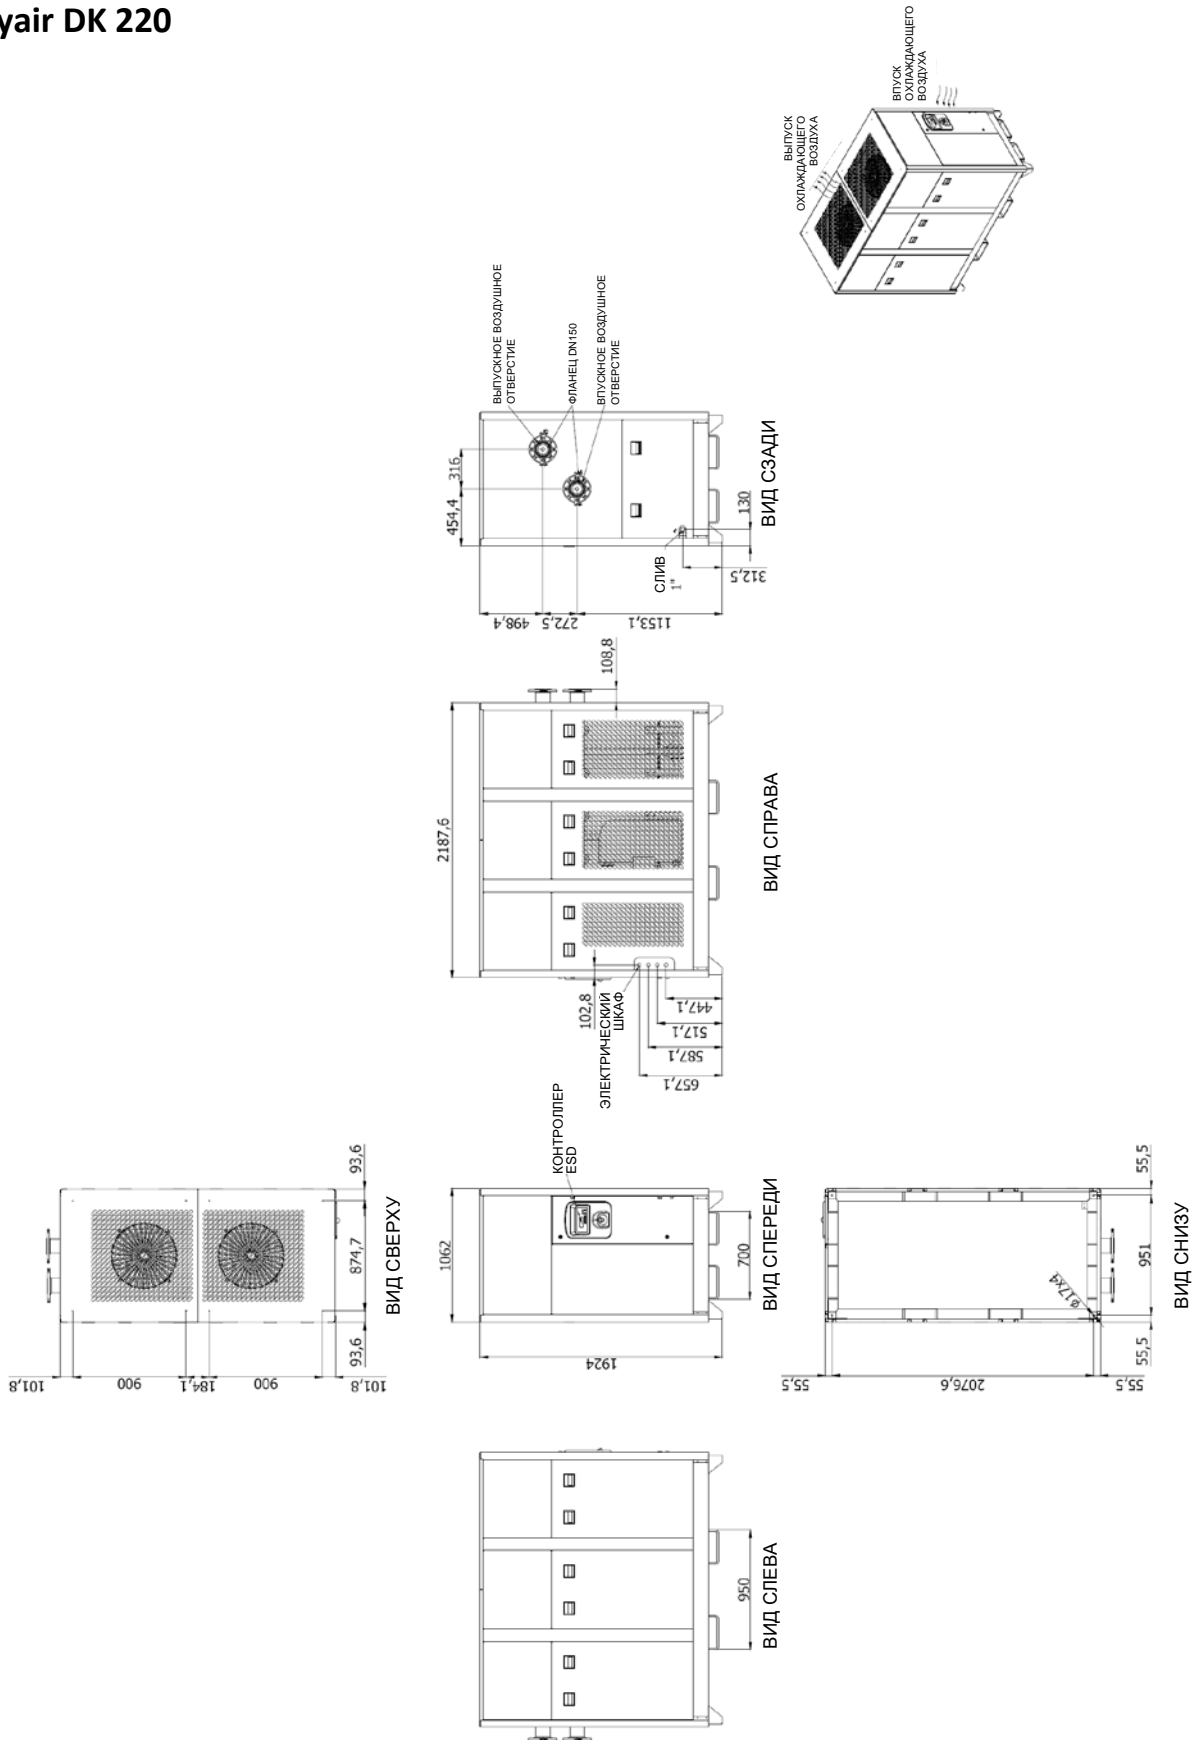 yair DK 220
ВПУСК
ОХЛАЖДАЮЩЕГО
ВОЗДУХА
ВЫПУСК
ОХЛАЖДАЮЩЕГО
ВОЗДУХА
ВЫПУСКНОЕ ВОЗДУШНОЕ
ОТВЕРСТИЕ
ФЛАНЕЦ DN150
ВПУСКНОЕ ВОЗДУШНОЕ
ОТВЕРСТИЕ
316
454,4
130
СЛИВ
1"
312,5
498,4
272,5
1153,1
ВИД СЗАДИ
108,8
2187,6
102,8
ЭЛЕКТРИЧЕСКИЙ
ШКАФ
447,1
517,1
587,1
657,1
ВИД СПРАВА
93,6
874,7
93,6
101,8
900
184,1
900
101,8
ВИД СВЕРХУ
КОНТРОЛЛЕР
ESD
1062
700
1924
ВИД СПЕРЕДИ
55,5
951
55,5
Ф17X4
55,5
2076,6
55,5
ВИД СНИЗУ
950
ВИД СЛЕВА